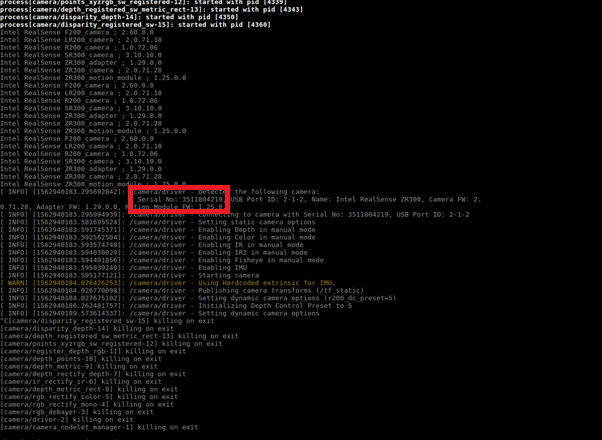 process[camera/points_xyzrgb_sw_registered-12]: started with pid [4339]
process[camera/depth_registered_sw_metric_rect-13]: started with pid [4343]
process[camera/disparity_depth-14]: started with pid [4350]
process[camera/disparity_registered_sw-15]: started with pid [4360]
Intel RealSense F200_camera ; 2.60.0.0
Intel RealSense LR200_camera ; 2.0.71.18
Intel RealSense R200_camera ; 1.0.72.06
Intel RealSense SR300_camera ; 3.10.10.0
Intel RealSense ZR300_adapter ; 1.29.0.0
Intel RealSense ZR300_camera ; 2.0.71.28
Intel RealSense ZR300_motion_module ; 1.25.0.0
Intel RealSense F200_camera ; 2.60.0.0
Intel RealSense LR200_camera ; 2.0.71.18
Intel RealSense R200_camera ; 1.0.72.06
Intel RealSense SR300_camera ; 3.10.10.0
Intel RealSense ZR300_adapter ; 1.29.0.0
Intel RealSense ZR300_camera ; 2.0.71.28
Intel RealSense ZR300_motion_module ; 1.25.0.0
Intel RealSense F200_camera ; 2.60.0.0
Intel RealSense LR200_camera ; 2.0.71.18
Intel RealSense R200_camera ; 1.0.72.06
Intel RealSense SR300_camera ; 3.10.10.0
Intel RealSense ZR300_adapter ; 1.29.0.0
Intel RealSense ZR300_camera ; 2.0.71.28
Intel RealSense ZR300_motion_module ; 1.25.0.0
[ INFO] [1562940183.295692842]: /camera/driver - Detected the following camera:
Serial No: 3511804219, USB Port ID: 2-1-2, Name: Intel RealSense ZR300, Camera FW: 2.
0.71.28, Adapter FW: 1.29.0.0, Motion Module FW: 1.25.0
[ INFO] [1562940183.295994939]: /camera/driver - Connecting to camera with Serial No: 3511804219, USB Port ID: 2-1-2
[ INFO] [1562940183.581695524]: /camera/driver - Setting static camera options
[ INFO] [1562940183.591745371]: /camera/driver - Enabling Depth in manual mode
[ INFO] [1562940183.592562504]: /camera/driver - Enabling Color in manual mode
[ INFO] [1562940183.593574740]: /camera/driver - Enabling IR in manual mode
[ INFO] [1562940183.594030029]: /camera/driver - Enabling IR2 in manual mode
[ INFO] [1562940183.594491856]: /camera/driver - Enabling Fisheye in manual mode
[ INFO] [1562940183.595039240]: /camera/driver - Enabling IMU
[ INFO] [1562940183.595177121]: /camera/driver - Starting camera
[ WARN] [1562940184.026426253]: /camera/driver - Using Hardcoded extrinsic for IMU.
[ INFO] [1562940184.026770098]: /camera/driver - Publishing camera transforms (/tf_static)
[ INFO] [1562940184.027675102]: /camera/driver - Setting dynamic camera options (r200_dc_preset=5)
[ INFO] [1562940186.262481757]: /camera/driver - Initializing Depth Control Preset to 5
[ INFO] [1562940189.573614337]: /camera/driver - Setting dynamic camera options
^C[camera/disparity_registered_sw-15] killing on exit
[camera/disparity_depth-14] killing on exit
[camera/depth_registered_sw_metric_rect-13] killing on exit
[camera/points_xyzrgb_sw_registered-12] killing on exit
[camera/register_depth_rgb-11] killing on exit
[camera/depth_points-10] killing on exit
[camera/depth_metric-9] killing on exit
[camera/depth_rectify_depth-7] killing on exit
[camera/ir_rectify_ir-6] killing on exit
[camera/depth_metric_rect-8] killing on exit
[camera/rgb_rectify_color-5] killing on exit
[camera/rgb_rectify_mono-4] killing on exit
[camera/rgb_debayer-3] killing on exit
[camera/driver-2] killing on exit
[camera/camera_nodelet_manager-1] killing on exit